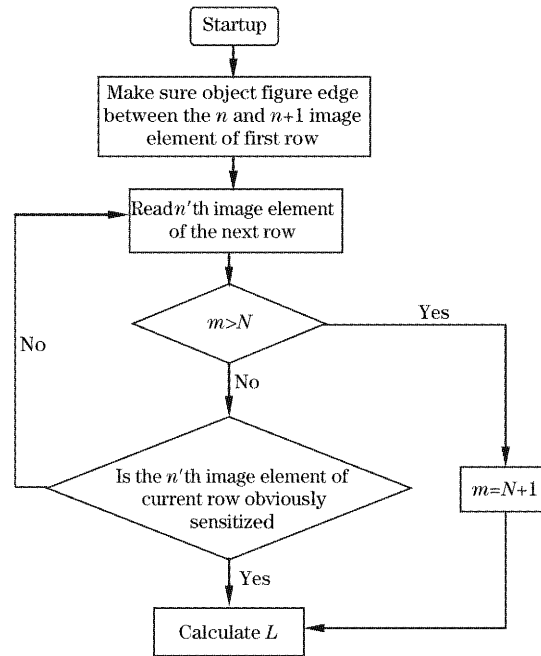 Startup
Make sure object figure edge
between the n and n+1 image
element of first row
Read n′th image element
of the next row
m>N
Yes
No
No
Is the n′th image element of
current row obviously
sensitized
m=N+1
Yes
Calculate L